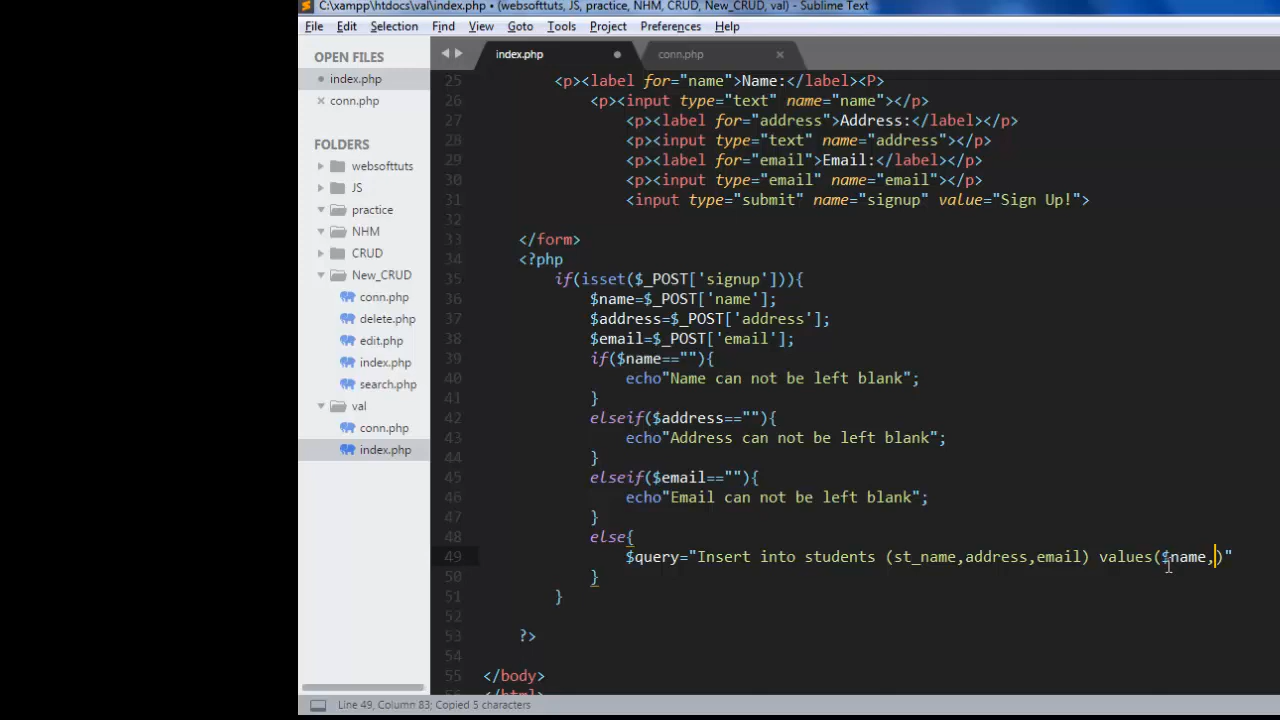 C:\xampp\htdocs\val\index.php • (websofttuts, JS, practice, NHM, CRUD, New_CRUD, val) - Sublime Text
File Edit Selection Find View Goto Tools Project Preferences Help
OPEN FILES
index.php
conn.php
FOLDERS
websofttuts
JS
practice
NHM
CRUD
New_CRUD
conn.php
delete.php
edit.php
index.php
search.php
val
conn.php
index.php
index.php conn.php
25 <p><label for="name">Name:</label><P>
26 <p><input type="text" name="name"></p>
27 <p><label for="address">Address:</label></p>
28 <p><input type="text" name="address"></p>
29 <p><label for="email">Email:</label></p>
30 <p><input type="email" name="email"></p>
31 <input type="submit" name="signup" value="Sign Up!">
32
33 </form>
34 <?php
35 if(isset($_POST['signup'])){
36 $name=$_POST['name'];
37 $address=$_POST['address'];
38 $email=$_POST['email'];
39 if($name==""){
40 echo"Name can not be left blank";
41 }
42 elseif($address==""){
43 echo"Address can not be left blank";
44 }
45 elseif($email==""){
46 echo"Email can not be left blank";
47 }
48 else{
49 $query="Insert into students (st_name,address,email) values($name,)"
50 }
51 }
52
53 ?>
54
55 </body>
56 </html>
Line 49, Column 83; Copied 5 characters